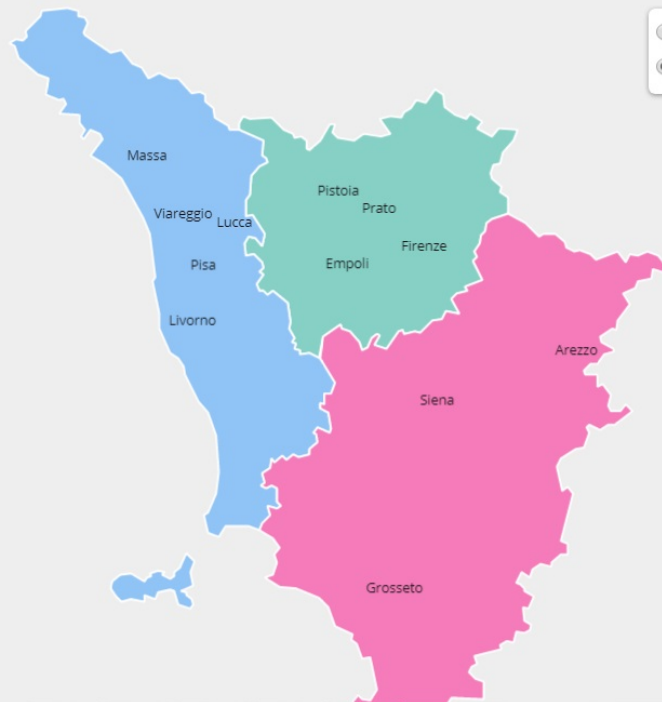 Massa
Pistoia
Prato
Viareggio
Lucca
Firenze
Empoli
Pisa
Livorno
Arezzo
Siena
Grosseto